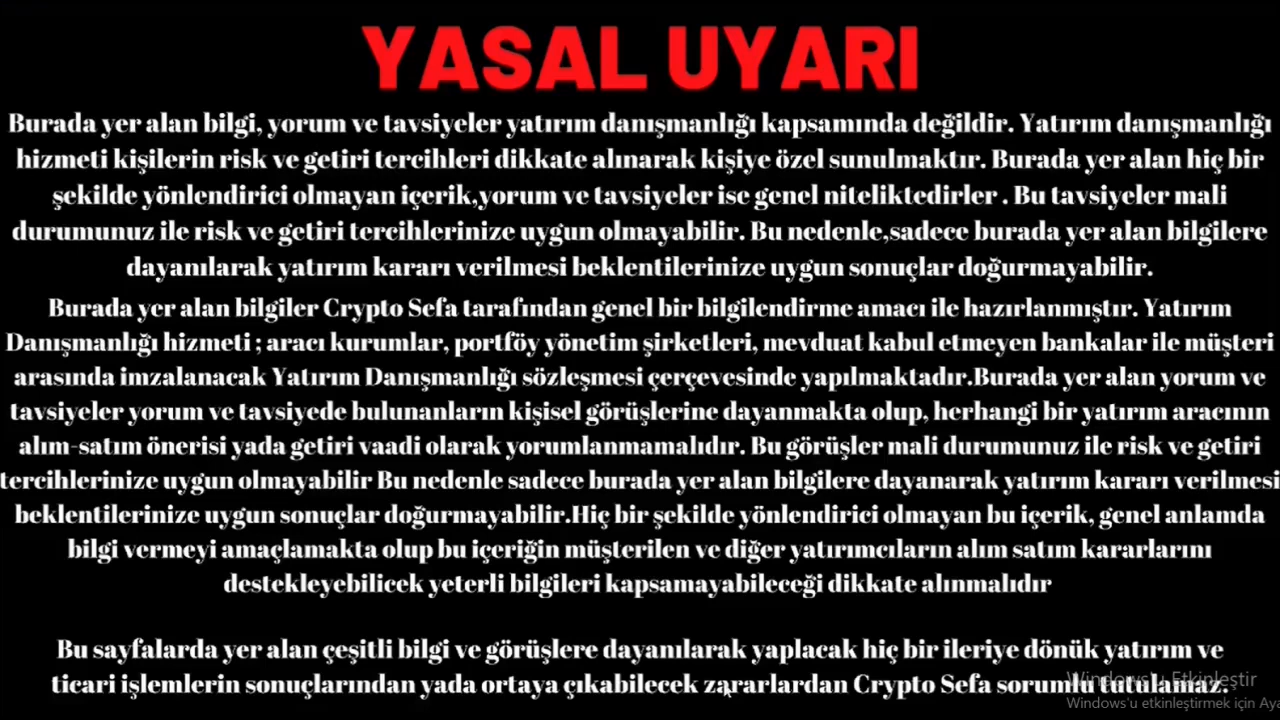 YASAL UYARI
Burada yer alan bilgi, yorum ve tavsiyeler yatırım danışmanlığı kapsamında değildir. Yatırım danışmanlığı
hizmeti kişilerin risk ve getiri tercihleri dikkate alınarak kişiye özel sunulmaktır. Burada yer alan hiç bir
şekilde yönlendirici olmayan içerik,yorum ve tavsiyeler ise genel niteliktedirler . Bu tavsiyeler mali
durumunuz ile risk ve getiri tercihlerinize uygun olmayabilir. Bu nedenle,sadece burada yer alan bilgilere
dayanılarak yatırım kararı verilmesi beklentilerinize uygun sonuçlar doğurmayabilir.
Burada yer alan bilgiler Crypto Sefa tarafından genel bir bilgilendirme amacı ile hazırlanmıştır. Yatırım
Danışmanlığı hizmeti ; aracı kurumlar, portföy yönetim şirketleri, mevduat kabul etmeyen bankalar ile müşteri
arasında imzalanacak Yatırım Danışmanlığı sözleşmesi çerçevesinde yapılmaktadır.Burada yer alan yorum ve
tavsiyeler yorum ve tavsiyede bulunanların kişisel görüşlerine dayanmakta olup, herhangi bir yatırım aracının
alım-satım önerisi yada getiri vaadi olarak yorumlanmamalıdır. Bu görüşler mali durumunuz ile risk ve getiri
tercihlerinize uygun olmayabilir Bu nedenle sadece burada yer alan bilgilere dayanarak yatırım kararı verilmesi
beklentilerinize uygun sonuçlar doğurmayabilir.Hiç bir şekilde yönlendirici olmayan bu içerik, genel anlamda
bilgi vermeyi amaçlamakta olup bu içeriğin müşterilen ve diğer yatırımcıların alım satım kararlarını
destekleyebilicek yeterli bilgileri kapsamayabileceği dikkate alınmalıdır
Bu sayfalarda yer alan çeşitli bilgi ve görüşlere dayanılarak yaplacak hiç bir ileriye dönük yatırım ve
ticari işlemlerin sonuçlarından yada ortaya çıkabilecek zararlardan Crypto Sefa sorumlu tutulamaz.
Windows'u Etkinleştir
Windows'u etkinleştirmek için Aya